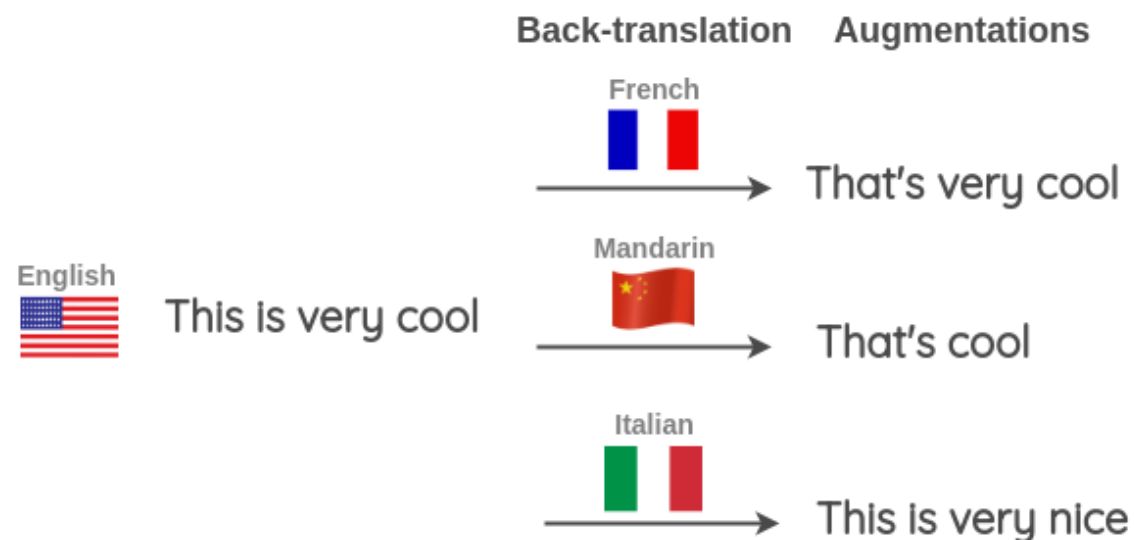 Back-translation Augmentations
French
That's very cool
Mandarin
English
This is very cool
That's cool
Italian
This is very nice